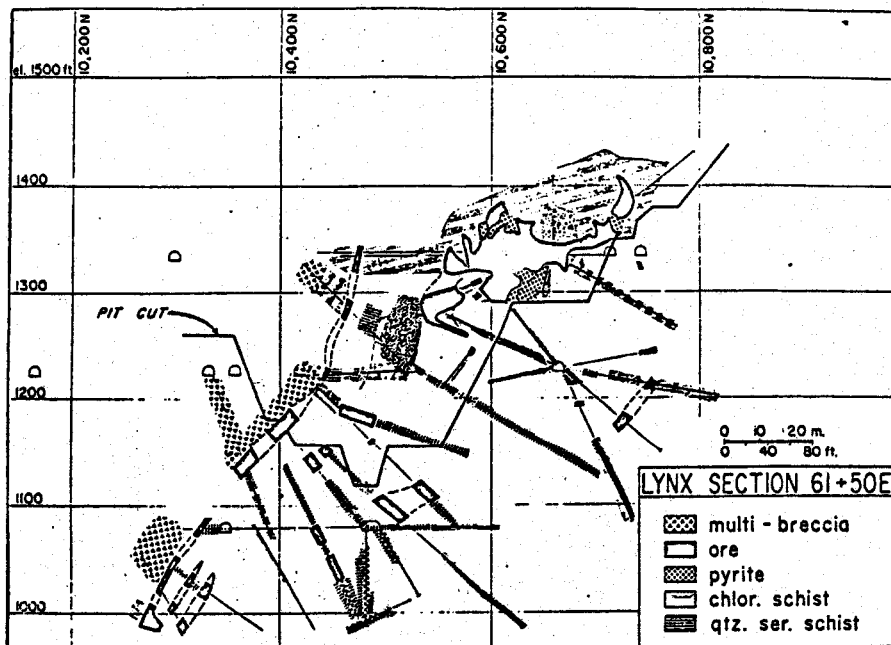 10,200 N
10,400 N
10,600 N
10,800 N
el. 1500 ft
1400
1300
1200
1100
1000
PIT CUT
D
D
D
D
D
D
D
0 10 20 m.
0 40 80 ft.
LYNX SECTION 61+50E
multi - breccia
ore
pyrite
chlor. schist
qtz. ser. schist